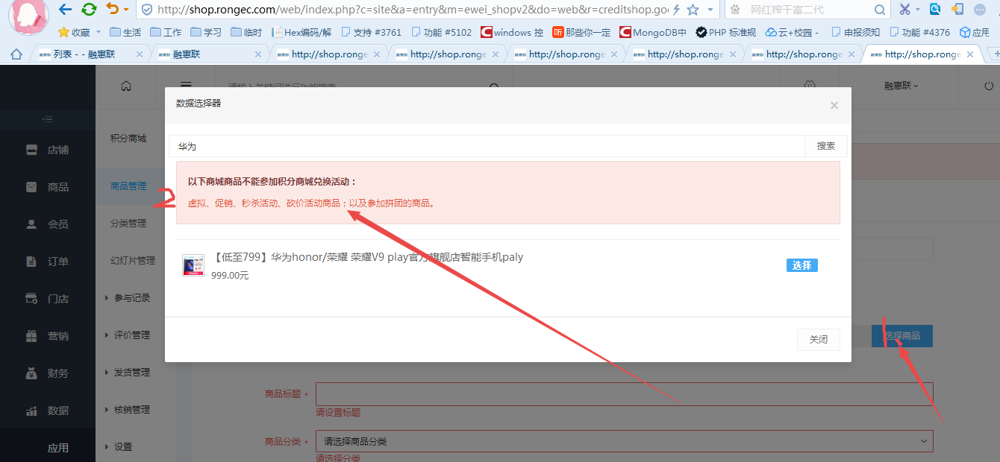 http://shop.rongec.com/web/index.php?c=site&a=entry&m=ewei_shopv2&do=web&r=creditshop.go
网红榨干富二代
收藏 生活 工作 学习 临时 Hex编码/解 支持 #3761 功能 #5102 windows 控 那些你一定 MongoDB中 PHP 标准规 云+校园 - 申报须知 功能 #4376 应用
列表 - - 融惠联 融惠联 http://shop.ronge http://shop.ronge http://shop.ronge http://shop.ronge http://shop.ronge http://shop.ronge
请输入关键词进行功能搜索
融惠联
数据选择器
华为
搜索
以下商城商品不能参加积分商城兑换活动：
虚拟、促销、秒杀活动、砍价活动商品；以及参加拼团的商品。
【低至799】华为honor/荣耀 荣耀V9 play官方旗舰店智能手机paly
999.00元
选择
关闭
店铺
商品
会员
订单
门店
营销
财务
数据
应用
积分商城
商品管理
2
分类管理
幻灯片管理
参与记录
评价管理
发货管理
核销管理
设置
选择商品
商品标题 *
请设置标题
商品分类 *
请选择商品分类
请选择分类